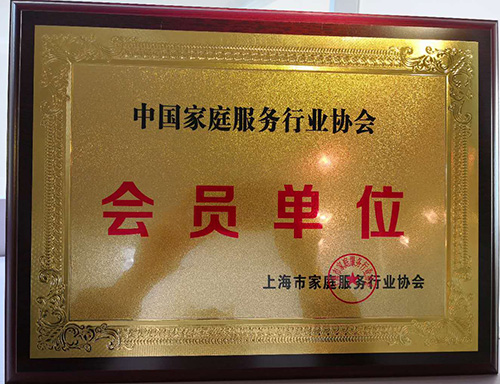 中国家庭服务行业协会
会员单位
上海市家庭服务行业协会